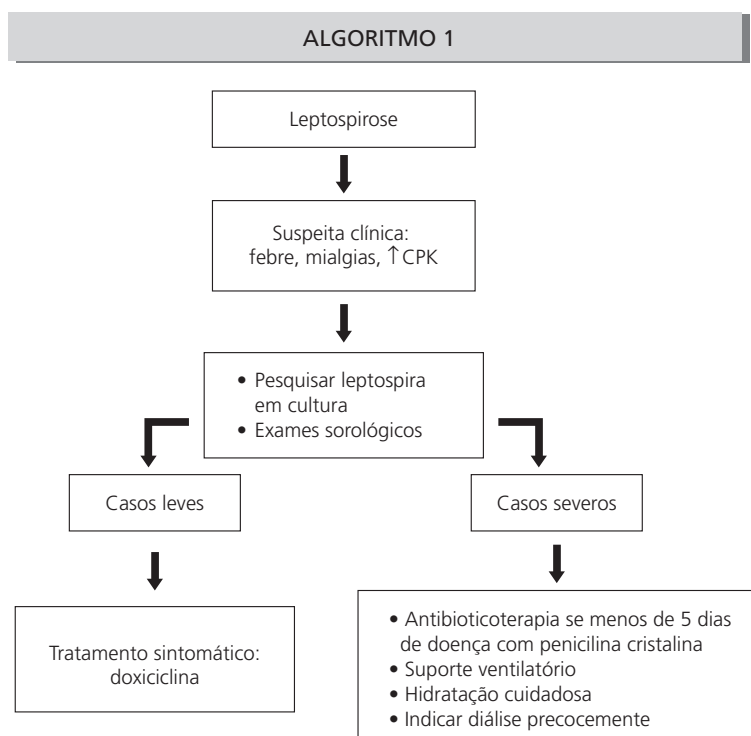 ALGORITMO 1
Leptospirose
Suspeita clínica:
febre, mialgias, ↑CPK
• Pesquisar leptospira
em cultura
• Exames sorológicos
Casos leves
Casos severos
Tratamento sintomático:
doxiciclina
• Antibioticoterapia se menos de 5 dias
de doença com penicilina cristalina
• Suporte ventilatório
• Hidratação cuidadosa
• Indicar diálise precocemente